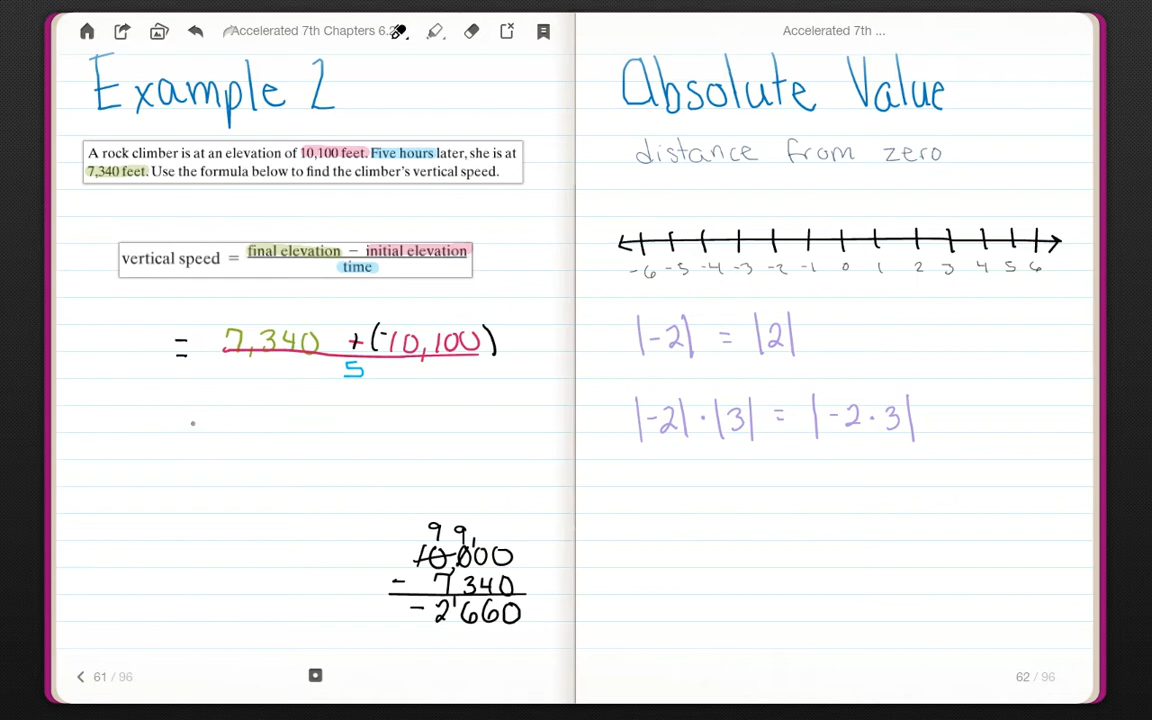 Accelerated 7th Chapters 6.2
Example 2
A rock climber is at an elevation of 10,100 feet. Five hours later, she is at
7,340 feet. Use the formula below to find the climber's vertical speed.
vertical speed = final elevation − initial elevation
time
= 7,340 + (-10,100)
5
9 9 1
10,000
- 7340
- 2'660
61 / 96
Accelerated 7th ...
Absolute Value
distance from zero
-6 -5 -4 -3 -2 -1 0 1 2 3 4 5 6
|-2| = |2|
|-2| · |3| = |-2 · 3|
62 / 96